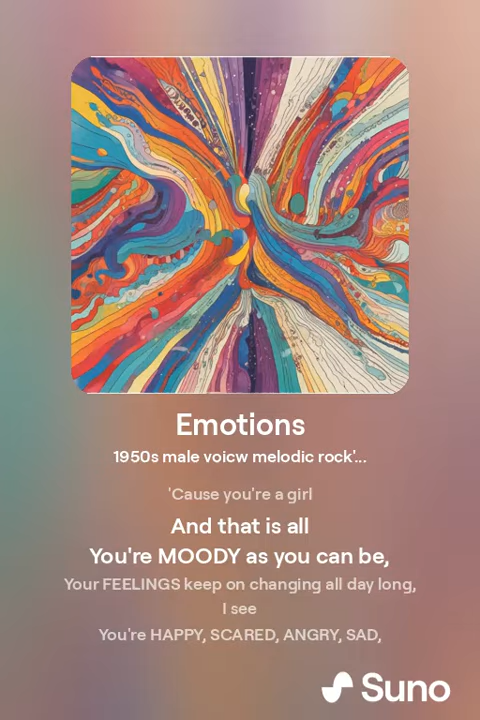 Emotions
1950s male voicw melodic rock'...
'Cause you're a girl
And that is all
You're MOODY as you can be,
Your FEELINGS keep on changing all day long,
I see
You're HAPPY, SCARED, ANGRY, SAD,
Suno